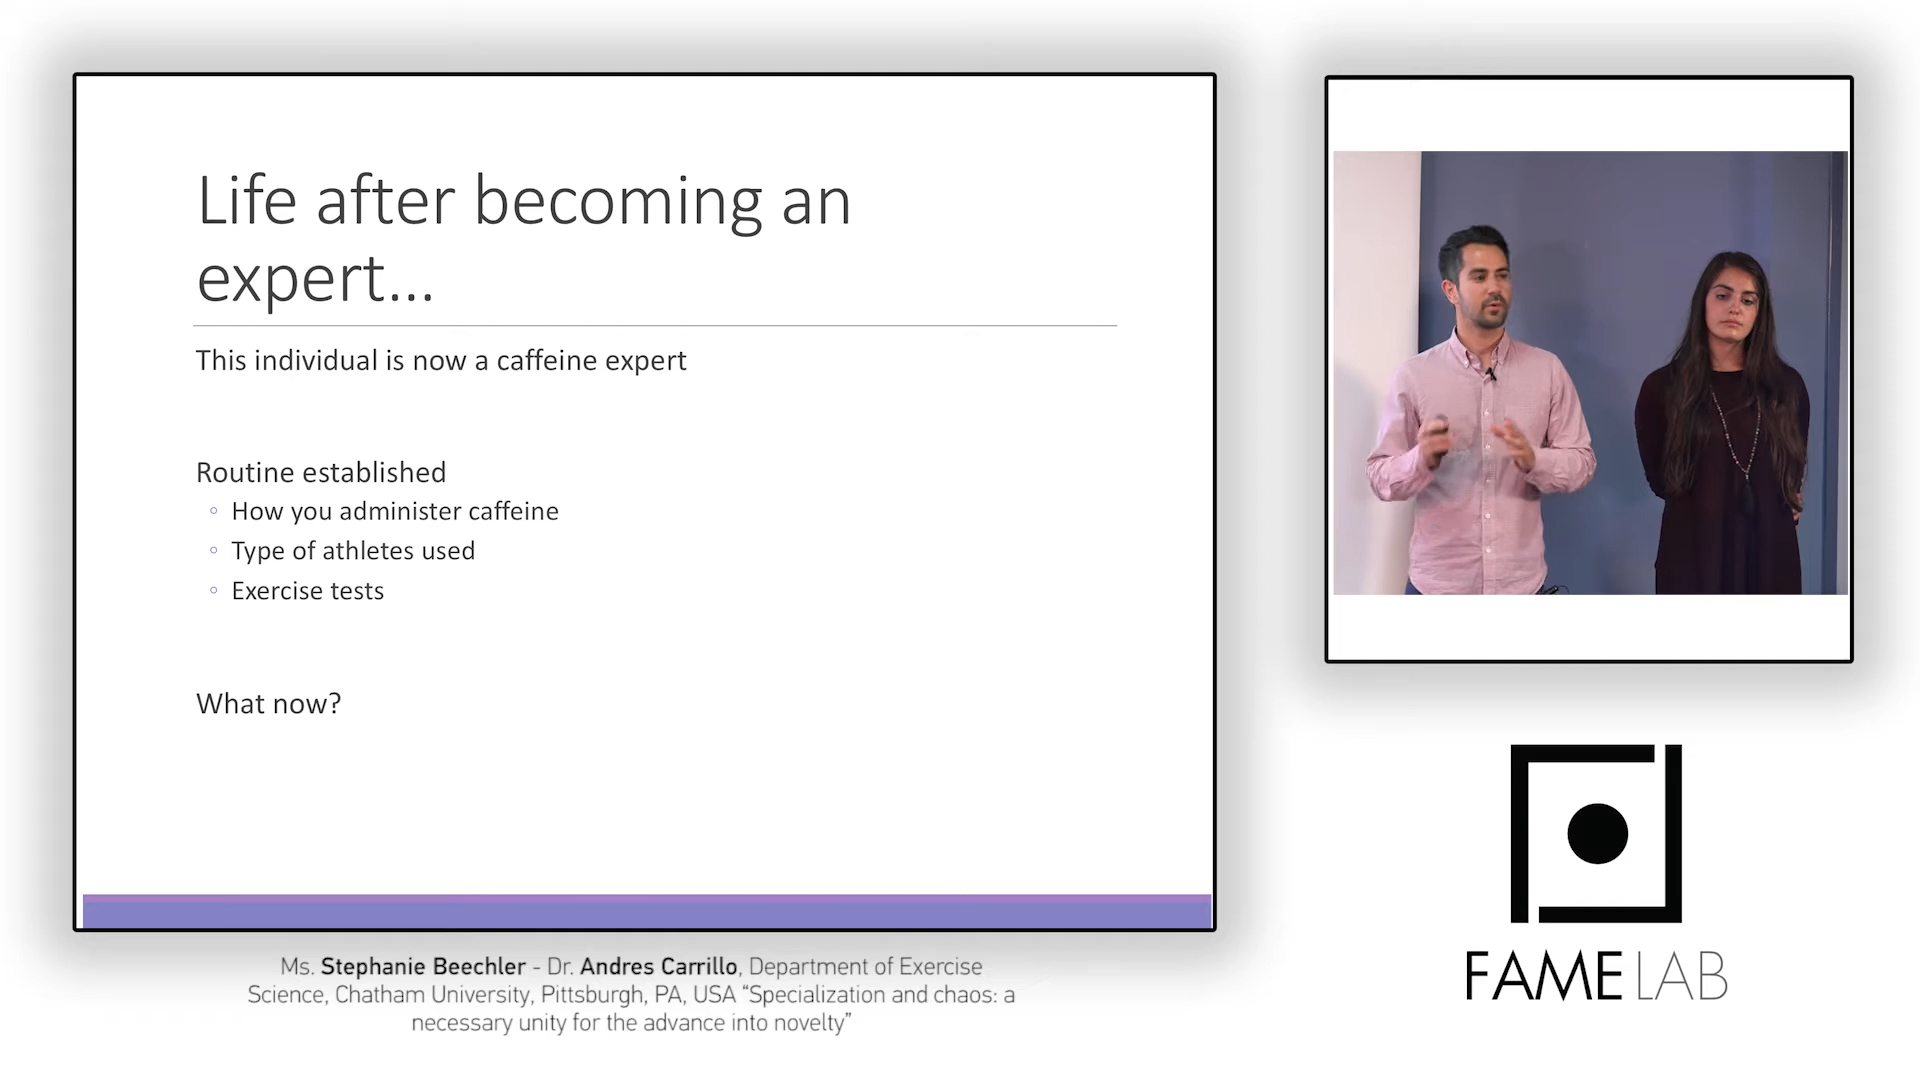 Life after becoming an
expert...
This individual is now a caffeine expert
Routine established
◦ How you administer caffeine
◦ Type of athletes used
◦ Exercise tests
What now?
Ms. Stephanie Beechler - Dr. Andres Carrillo, Department of Exercise
Science, Chatham University, Pittsburgh, PA, USA “Specialization and chaos: a
necessary unity for the advance into novelty”
FAME LAB